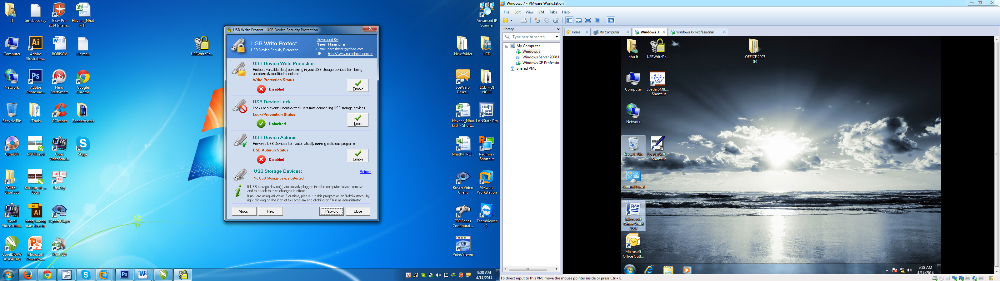 IT
timeboss key
Bkav Pro
2014 Intern...
Havana_Nhat
ki IT
Computer
Adobe
Illustrator...
BORISOV
He mau
Network
Adobe
Photosho...
Nero
StartSmart
Google
Chrome
Recycle Bin
iTools
CCleaner
BannerAssets
UltraISO
NCĐT moi
Corel
VideoStud...
Skype
SALES -
Shortcut
Backup_of_...
Body
UniKey
Corel
VideoStud...
bang huong
dan dien tu
Export Player
CorelDRAW
X6 (64-Bit)
Microsoft
PowerPoi...
Print CD
USBWritePr...
USB Write Protect - USB Device Security Protection
USB Write Protect
USB Device Security Protection
Developed By:
Naresh Manandhar
E-mail: nareshmdr@yahoo.com
URL: http://www.nareshmdr.com.np
USB Device Write Protection
Protects valuable file(s) containing in your USB storage devices from being
accidentally modified or deleted
Write Protection Status
Disabled
Enable
USB Device Lock
Locks or prevents unauthorized users from connecting USB storage devices.
Lock/Prevention Status
Unlocked
Lock
USB Device Autorun
Prevents USB Devices from automatically running malicious programs.
USB Autorun Status
Disabled
Enable
USB Storage Devices:
Refresh
No USB Storage device detected.
If USB storage device(s) are already plugged into the computer please, remove
and re-attach to take changes in effect.
If you are using Windows 7 or Vista, please run this program as an 'Administrator' by
right clicking on the icon of this program and clicking on 'Run as administrator'.
About...
Help
Password
Close
Advanced IP
Scanner
New folder
LCD
IceWarp
Deskt...
LCD HOI
NGHI
Havana_Nhat
ki IT - Short...
LANState Pro
NhatKyTPLI...
Radmin -
Shortcut
Bosch Video
Client
VMware
Workstation
700 Series
Configurat...
TeamViewer
9
VideoViewer
9:28 AM
4/14/2014
Windows 7 - VMware Workstation
File Edit View VM Tabs Help
Library
Type here to search
My Computer
Windows 7
Windows Server 2008 F
Windows XP Professio
Shared VMs
Home
My Computer
Windows 7
Windows XP Professional
phu it
USBWritePr...
OFFICE 2007
(F)
Computer
LoaderSMIL...
- Shortcut
Network
Recycle Bin
LoaderSMI...
- Shortcut
Control Panel
Microsoft
Office Word
2007
Microsoft
Office Outl...
9:28 AM
4/14/2014
To direct input to this VM, move the mouse pointer inside or press Ctrl+G.